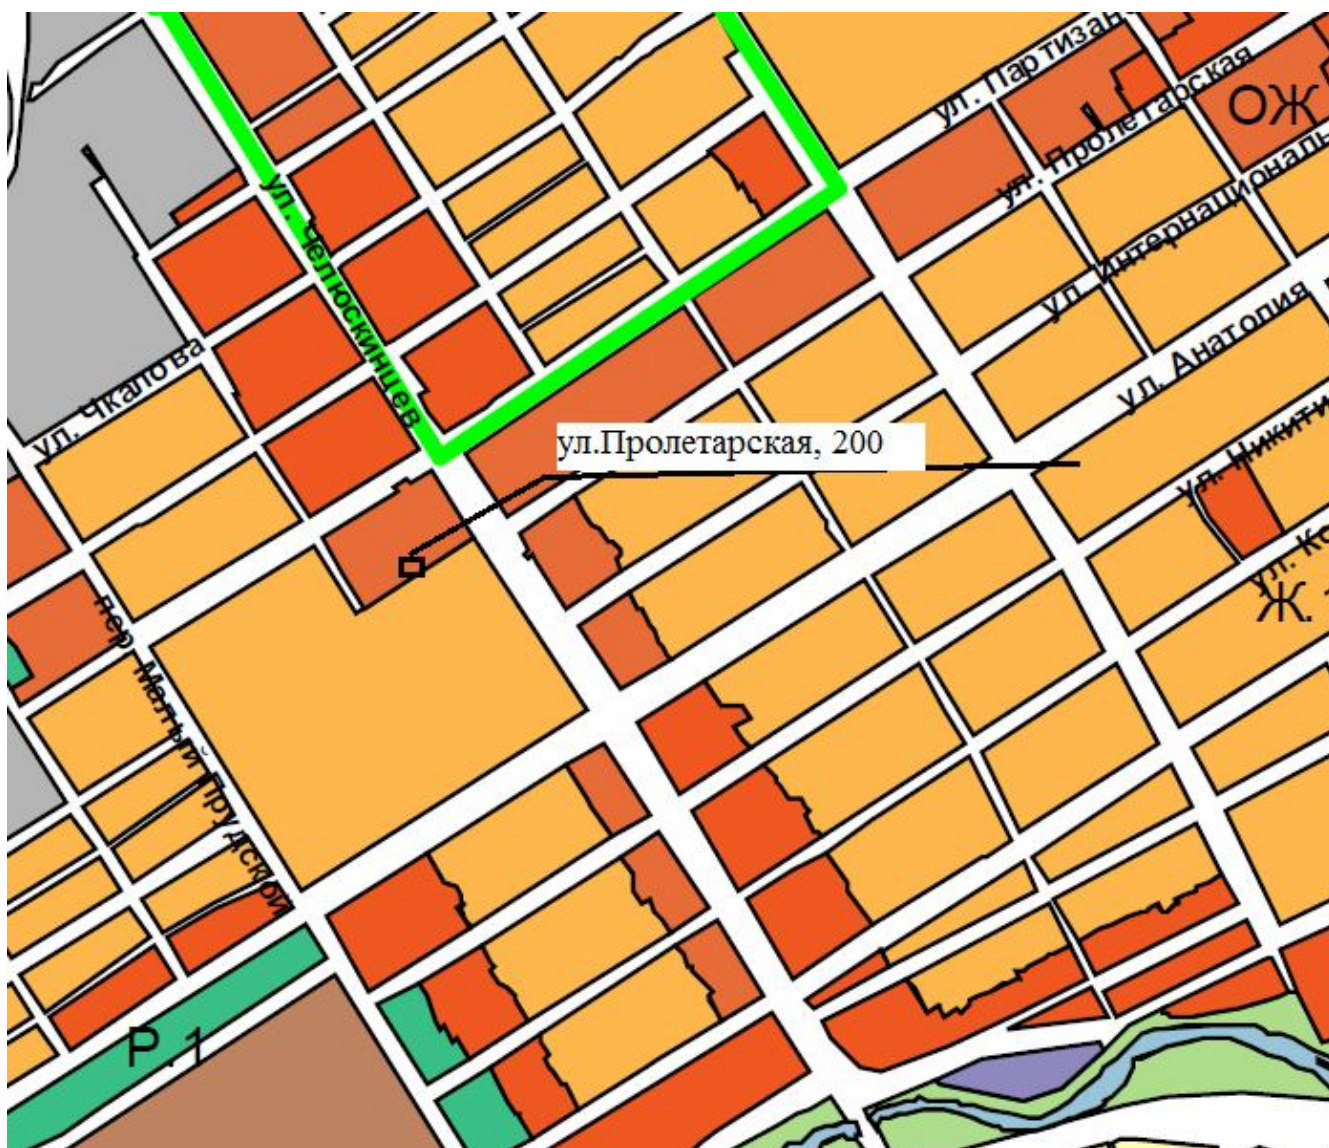 ул. Партизан
ул. Пролетарская
ОЖ
ул. Интернациональ
ул. Челюскинцев
ул. Анатолия
ул. Чкалова
ул.Пролетарская, 200
ул. Никити
ул. Ко
Ж.
пер. Малый Прудской
Р.1